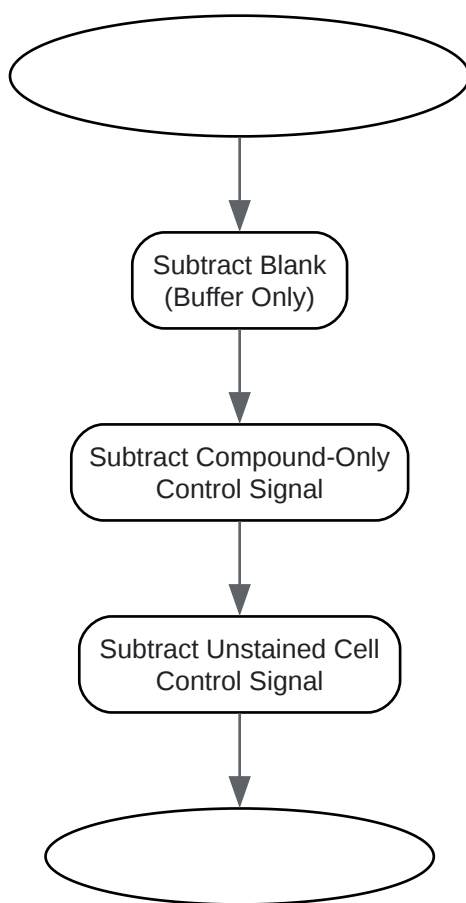 Subtract Blank
(Buffer Only)
Subtract Compound-Only
Control Signal
Subtract Unstained Cell
Control Signal